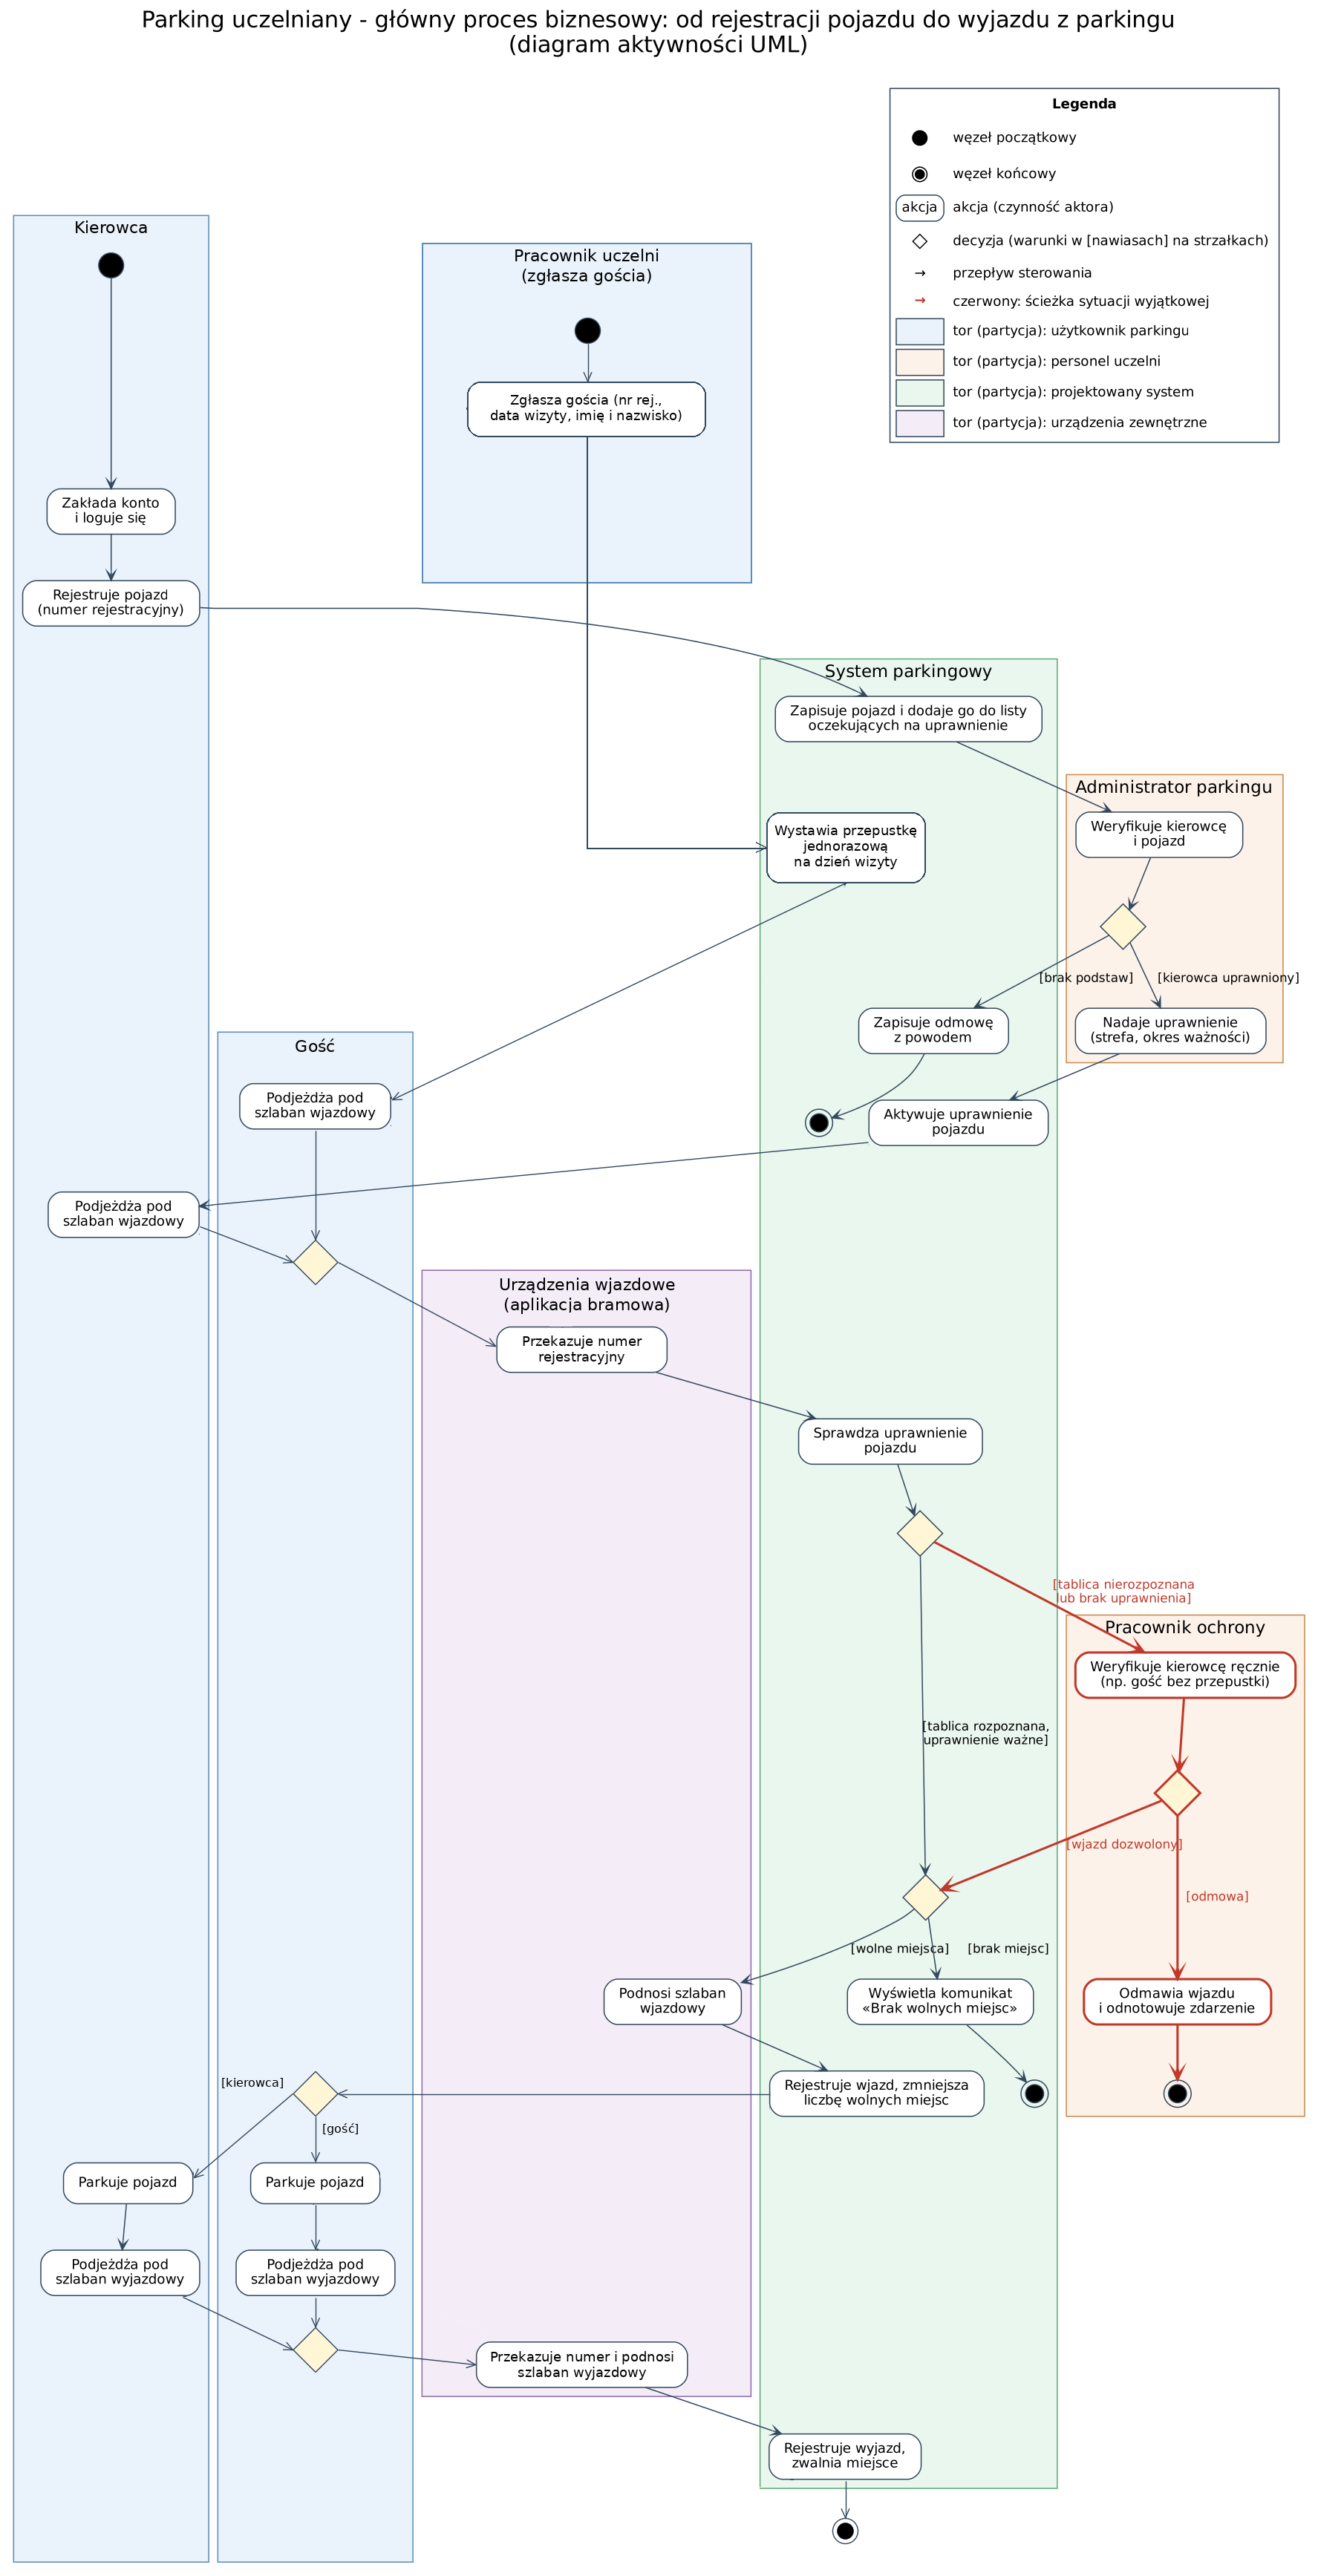 Parking uczelniany - główny proces biznesowy: od rejestracji pojazdu do wyjazdu z parkingu
(diagram aktywności UML)
Legenda
węzeł początkowy
węzeł końcowy
akcja
akcja (czynność aktora)
decyzja (warunki w [nawiasach] na strzałkach)
→ przepływ sterowania
→ czerwony: ścieżka sytuacji wyjątkowej
tor (partycja): użytkownik parkingu
tor (partycja): personel uczelni
tor (partycja): projektowany system
tor (partycja): urządzenia zewnętrzne
Kierowca
Pracownik uczelni
(zgłasza gościa)
Zgłasza gościa (nr rej.,
data wizyty, imię i nazwisko)
Zakłada konto
i loguje się
Rejestruje pojazd
(numer rejestracyjny)
System parkingowy
Zapisuje pojazd i dodaje go do listy
oczekujących na uprawnienie
Administrator parkingu
Weryfikuje kierowcę
i pojazd
Wystawia przepustkę
jednorazową
na dzień wizyty
[brak podstaw]
[kierowca uprawniony]
Zapisuje odmowę
z powodem
Nadaje uprawnienie
(strefa, okres ważności)
Gość
Podjeżdża pod
szlaban wjazdowy
Aktywuje uprawnienie
pojazdu
Podjeżdża pod
szlaban wjazdowy
Urządzenia wjazdowe
(aplikacja bramowa)
Przekazuje numer
rejestracyjny
Sprawdza uprawnienie
pojazdu
[tablica nierozpoznana
lub brak uprawnienia]
Pracownik ochrony
Weryfikuje kierowcę ręcznie
(np. gość bez przepustki)
[tablica rozpoznana,
uprawnienie ważne]
[wjazd dozwolony]
[odmowa]
[wolne miejsca]
[brak miejsc]
Podnosi szlaban
wjazdowy
Wyświetla komunikat
«Brak wolnych miejsc»
Odmawia wjazdu
i odnotowuje zdarzenie
[kierowca]
Rejestruje wjazd, zmniejsza
liczbę wolnych miejsc
[gość]
Parkuje pojazd
Parkuje pojazd
Podjeżdża pod
szlaban wyjazdowy
Podjeżdża pod
szlaban wyjazdowy
Przekazuje numer i podnosi
szlaban wyjazdowy
Rejestruje wyjazd,
zwalnia miejsce